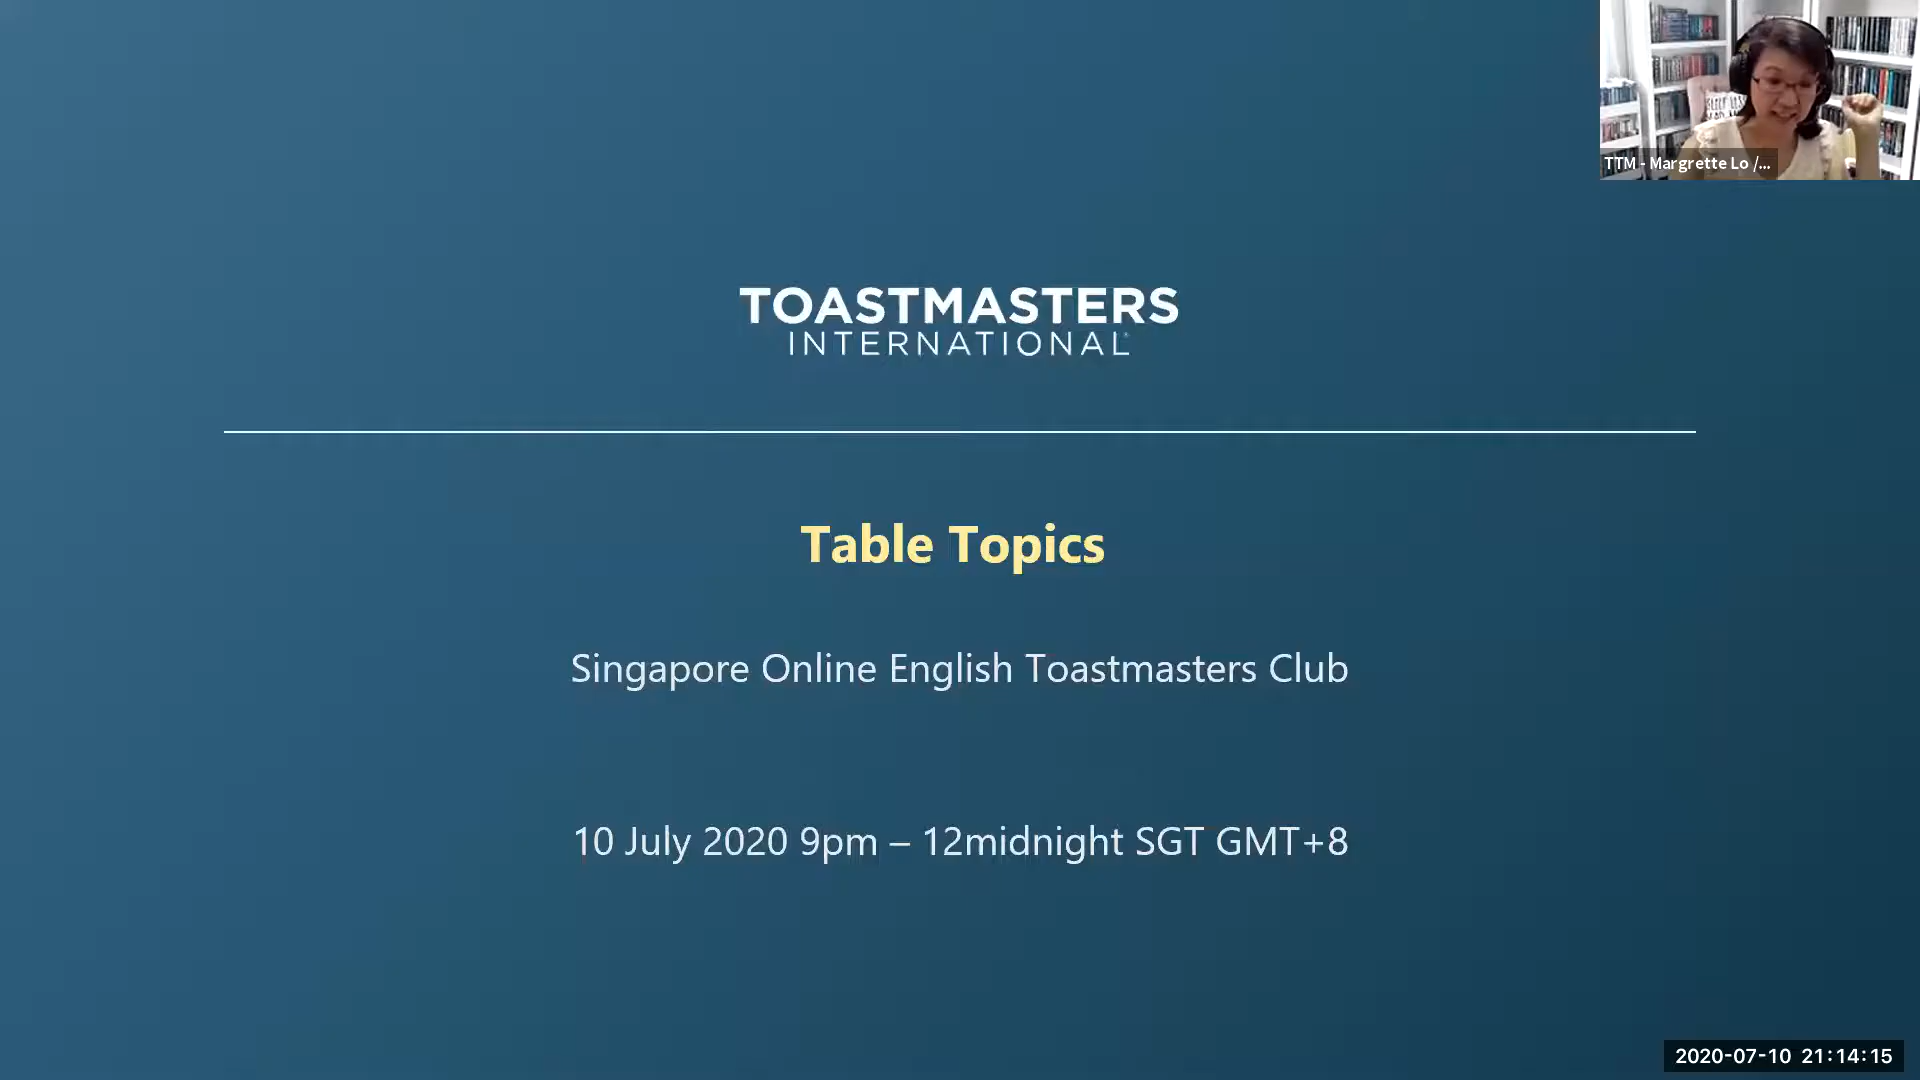 TTM - Margrette Lo /...
TOASTMASTERS
INTERNATIONAL
Table Topics
Singapore Online English Toastmasters Club
10 July 2020 9pm – 12midnight SGT GMT+8
2020-07-10 21:14:15